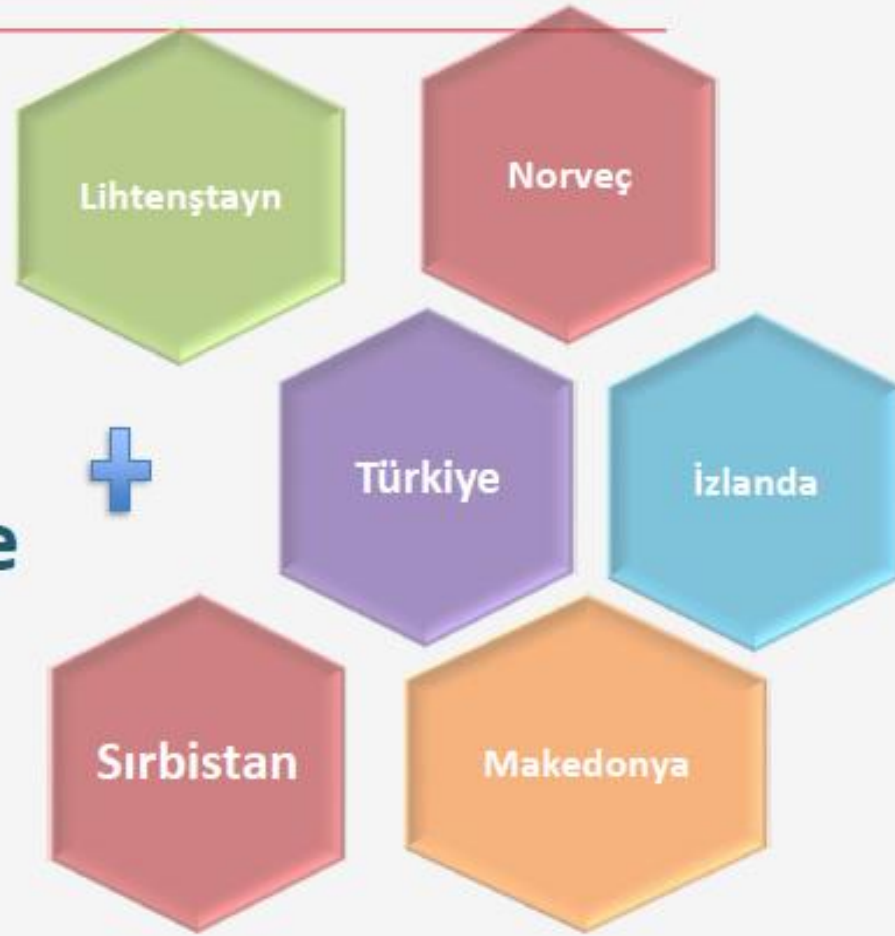 Lihtenştayn
Norveç
Türkiye
İzlanda
e
Sırbistan
Makedonya